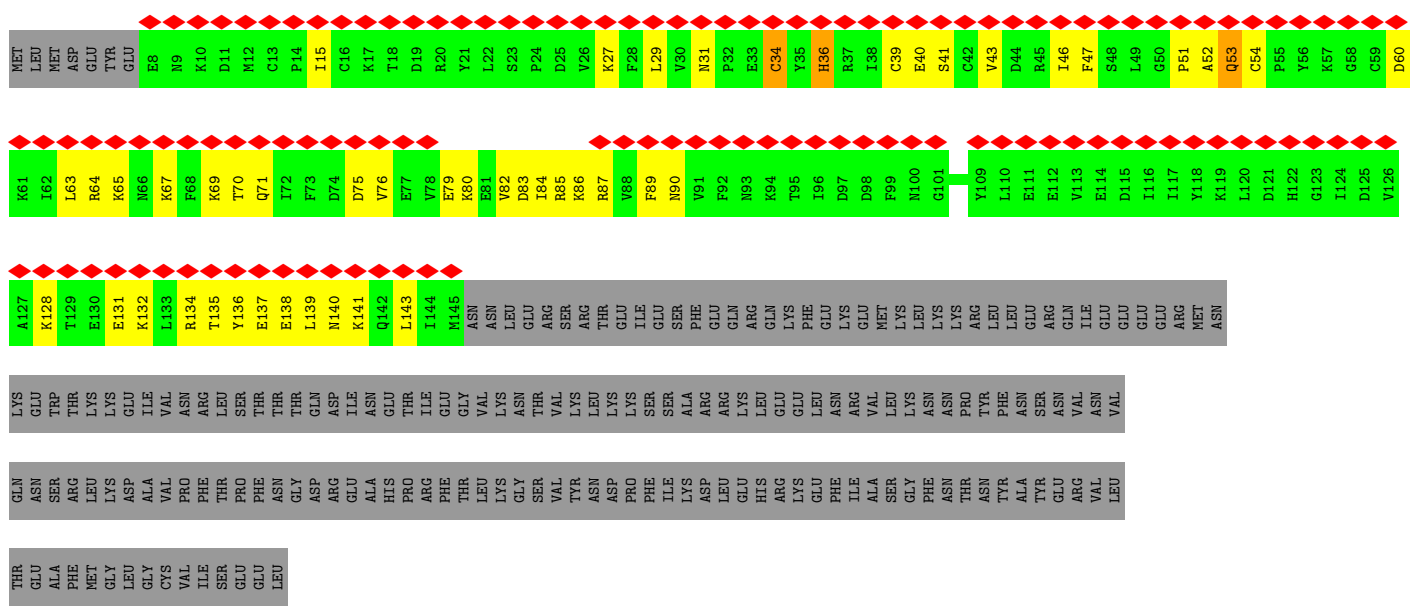 MET LEU MET ASP GLU TYR GLU E8 N9 K10 D11 M12 C13 P14 I15 C16 K17 T18 D19 R20 Y21 L22 S23 P24 D25 V26 K27 F28 L29 V30 N31 P32 E33 C34 Y35 H36 R37 I38 C39 E40 S41 C42 V43 D44 R45 I46 F47 S48 L49 G50 P51 A52 Q53 C54 P55 Y56 K57 G58 C59 D60
K61 I62 L63 R64 K65 N66 K67 F68 K69 T70 Q71 I72 F73 D74 D75 V76 E77 V78 E79 K80 E81 V82 D83 I84 R85 K86 R87 V88 F89 N90 V91 F92 N93 K94 T95 I96 D97 D98 F99 N100 G101 Y109 L110 E111 E112 V113 E114 D115 I116 I117 Y118 K119 L120 D121 H122 G123 I124 D125 V126
A127 K128 T129 E130 E131 K132 L133 R134 T135 Y136 E137 E138 L139 N140 K141 Q142 L143 I144 M145 ASN ASN LEU GLU ARG SER ARG THR GLU ILE GLU SER PHE GLU GLN ARG GLN LYS PHE GLU LYS GLU MET LYS LEU LYS LYS ARG LEU LEU GLU ARG GLN ILE GLU GLU GLU GLU ARG MET ASN
LYS GLU TRP THR LYS LYS GLU ILE VAL ASN ARG LEU SER THR THR THR GLN ASP ILE ASN GLU THR ILE GLU GLY VAL LYS ASN THR VAL LYS LEU LYS LYS SER SER ALA ARG ARG LYS LEU GLU GLU LEU ASN ARG VAL LEU LYS ASN ASN PRO TYR PHE ASN SER ASN VAL ASN VAL
GLN ASN SER ARG LEU LYS ASP ALA VAL PRO PHE THR PRO PHE ASN GLY ASP ARG GLU ALA HIS PRO ARG PHE THR LEU LYS GLY SER VAL TYR ASN ASP PRO PHE ILE LYS ASP LEU GLU HIS ARG LYS GLU PHE ILE ALA SER GLY PHE ASN THR ASN TYR ALA TYR GLU ARG VAL LEU
THR GLU ALA PHE MET GLY LEU GLY CYS VAL ILE SER GLU GLU LEU